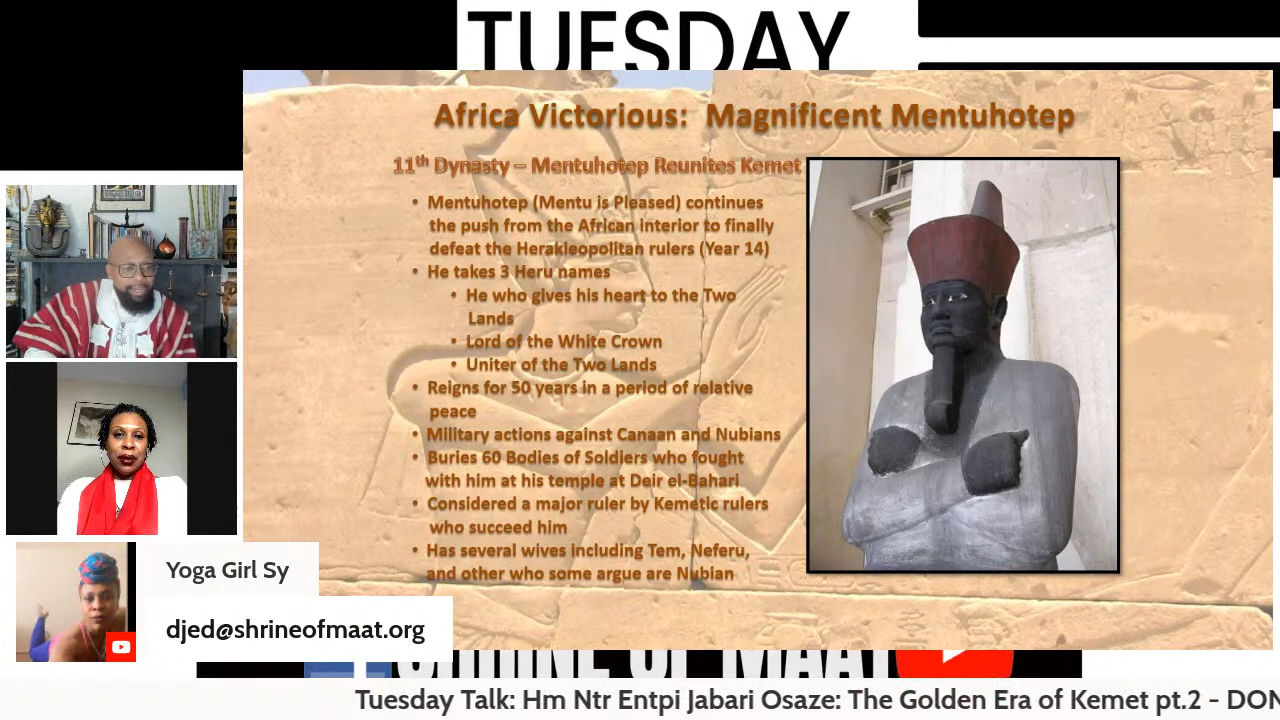 TUESDAY
Africa Victorious: Magnificent Mentuhotep
11th Dynasty – Mentuhotep Reunites Kemet
• Mentuhotep (Mentu is Pleased) continues
the push from the African interior to finally
defeat the Herakleopolitan rulers (Year 14)
• He takes 3 Heru names
• He who gives his heart to the Two
Lands
• Lord of the White Crown
• Uniter of the Two Lands
• Reigns for 50 years in a period of relative
peace
• Military actions against Canaan and Nubians
• Buries 60 Bodies of Soldiers who fought
with him at his temple at Deir el-Bahari
• Considered a major ruler by Kemetic rulers
who succeed him
• Has several wives including Tem, Neferu,
and other who some argue are Nubian
Yoga Girl Sy
djed@shrineofmaat.org
SHRINE OF MAAT
Tuesday Talk: Hm Ntr Entpi Jabari Osaze: The Golden Era of Kemet pt.2 - DON